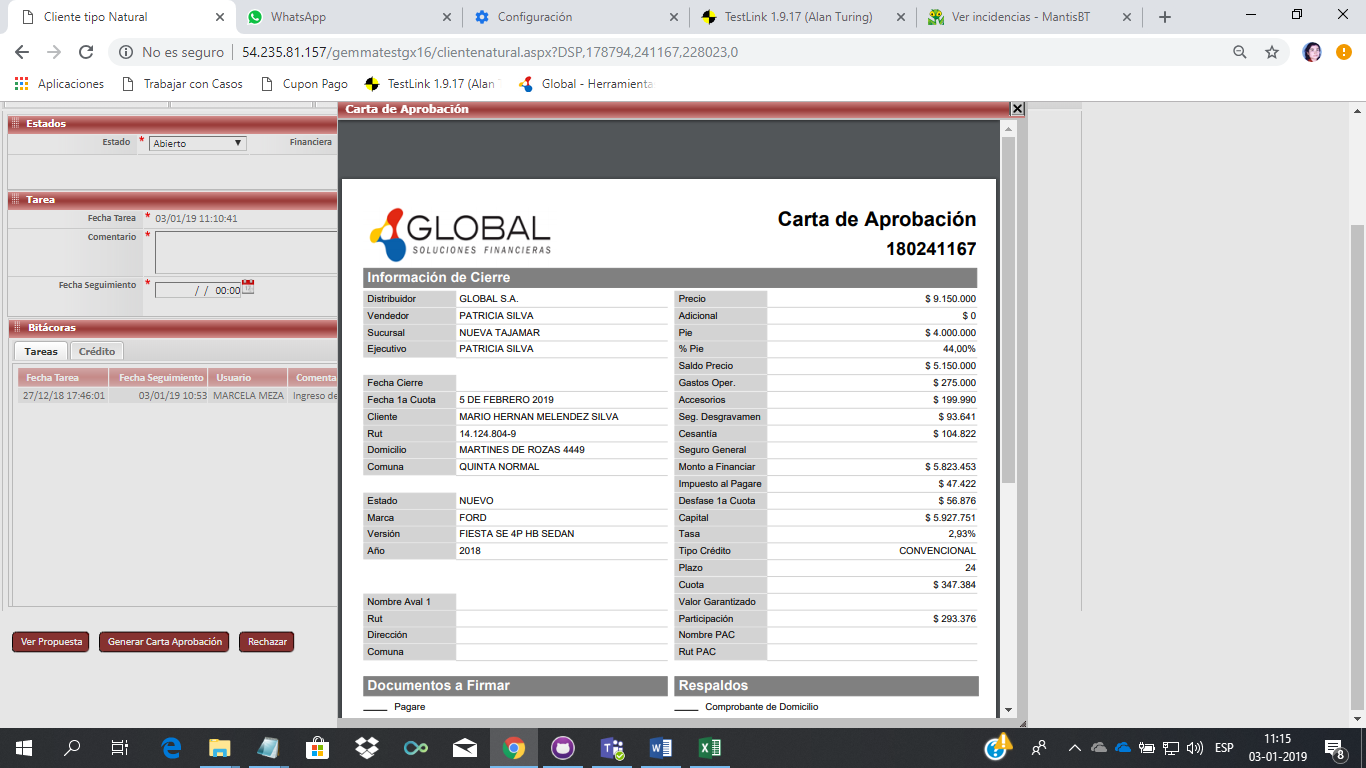 Cliente tipo Natural
WhatsApp
Configuración
TestLink 1.9.17 (Alan Turing)
Ver incidencias - MantisBT
No es seguro
54.235.81.157/gemmatestgx16/clientenatural.aspx?DSP,178794,241167,228023,0
Aplicaciones
Trabajar con Casos
Cupon Pago
TestLink 1.9.17 (Alan
Global - Herramienta
Estados
Estado * Abierto
Financiera
Tarea
Fecha Tarea * 03/01/19 11:10:41
Comentario *
Fecha Seguimiento * / / 00:00
Bitácoras
Tareas
Crédito
Fecha Tarea Fecha Seguimiento Usuario Comenta
27/12/18 17:46:01 03/01/19 10:53 MARCELA MEZA Ingreso de
Ver Propuesta
Generar Carta Aprobación
Rechazar
Carta de Aprobación
GLOBAL
SOLUCIONES FINANCIERAS
Carta de Aprobación
180241167
Información de Cierre
Distribuidor GLOBAL S.A.
Vendedor PATRICIA SILVA
Sucursal NUEVA TAJAMAR
Ejecutivo PATRICIA SILVA
Fecha Cierre
Fecha 1a Cuota 5 DE FEBRERO 2019
Cliente MARIO HERNAN MELENDEZ SILVA
Rut 14.124.804-9
Domicilio MARTINES DE ROZAS 4449
Comuna QUINTA NORMAL
Estado NUEVO
Marca FORD
Versión FIESTA SE 4P HB SEDAN
Año 2018
Nombre Aval 1
Rut
Dirección
Comuna
Precio $ 9.150.000
Adicional $ 0
Pie $ 4.000.000
% Pie 44,00%
Saldo Precio $ 5.150.000
Gastos Oper. $ 275.000
Accesorios $ 199.990
Seg. Desgravamen $ 93.641
Cesantía $ 104.822
Seguro General
Monto a Financiar $ 5.823.453
Impuesto al Pagare $ 47.422
Desfase 1a Cuota $ 56.876
Capital $ 5.927.751
Tasa 2,93%
Tipo Crédito CONVENCIONAL
Plazo 24
Cuota $ 347.384
Valor Garantizado
Participación $ 293.376
Nombre PAC
Rut PAC
Documentos a Firmar
Pagare
Respaldos
Comprobante de Domicilio
ESP
11:15
03-01-2019
8